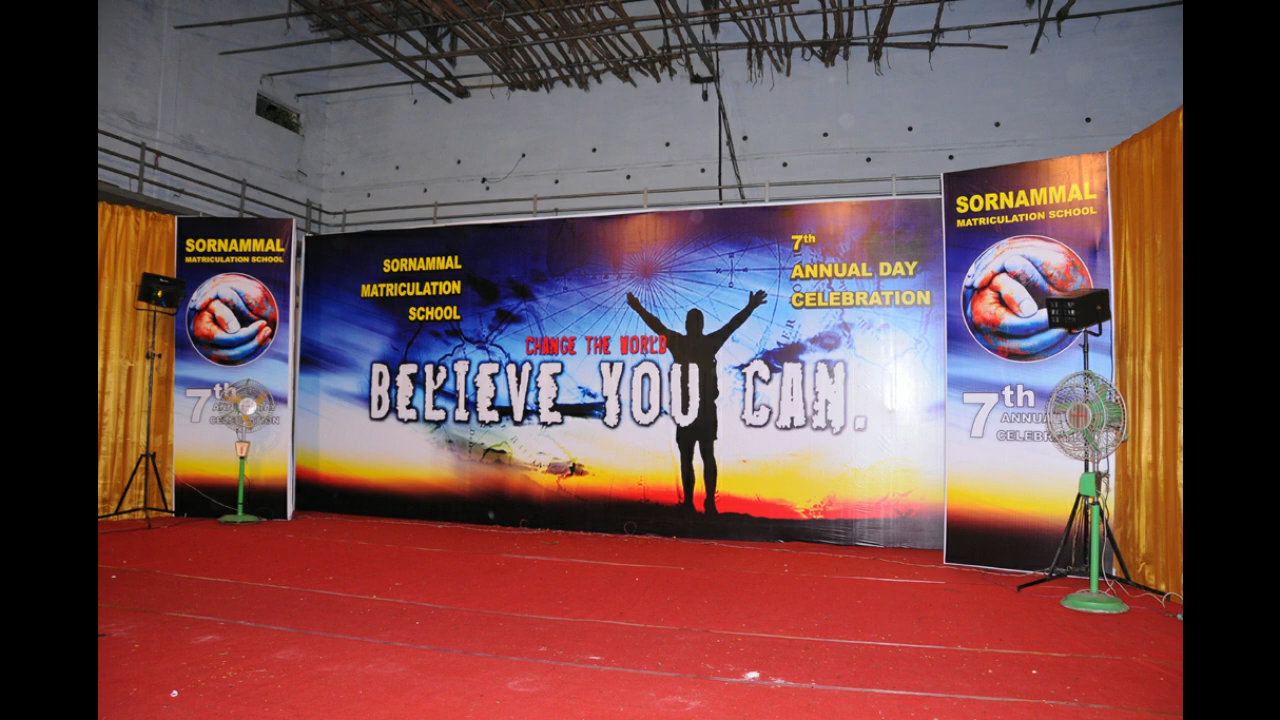 SORNAMMAL
MATRICULATION SCHOOL
7th
SORNAMMAL
MATRICULATION
SCHOOL
7th
ANNUAL DAY
CELEBRATION
CHANGE THE WORLD
BELIEVE YOU CAN.
SORNAMMAL
MATRICULATION SCHOOL
7th
ANNUAL